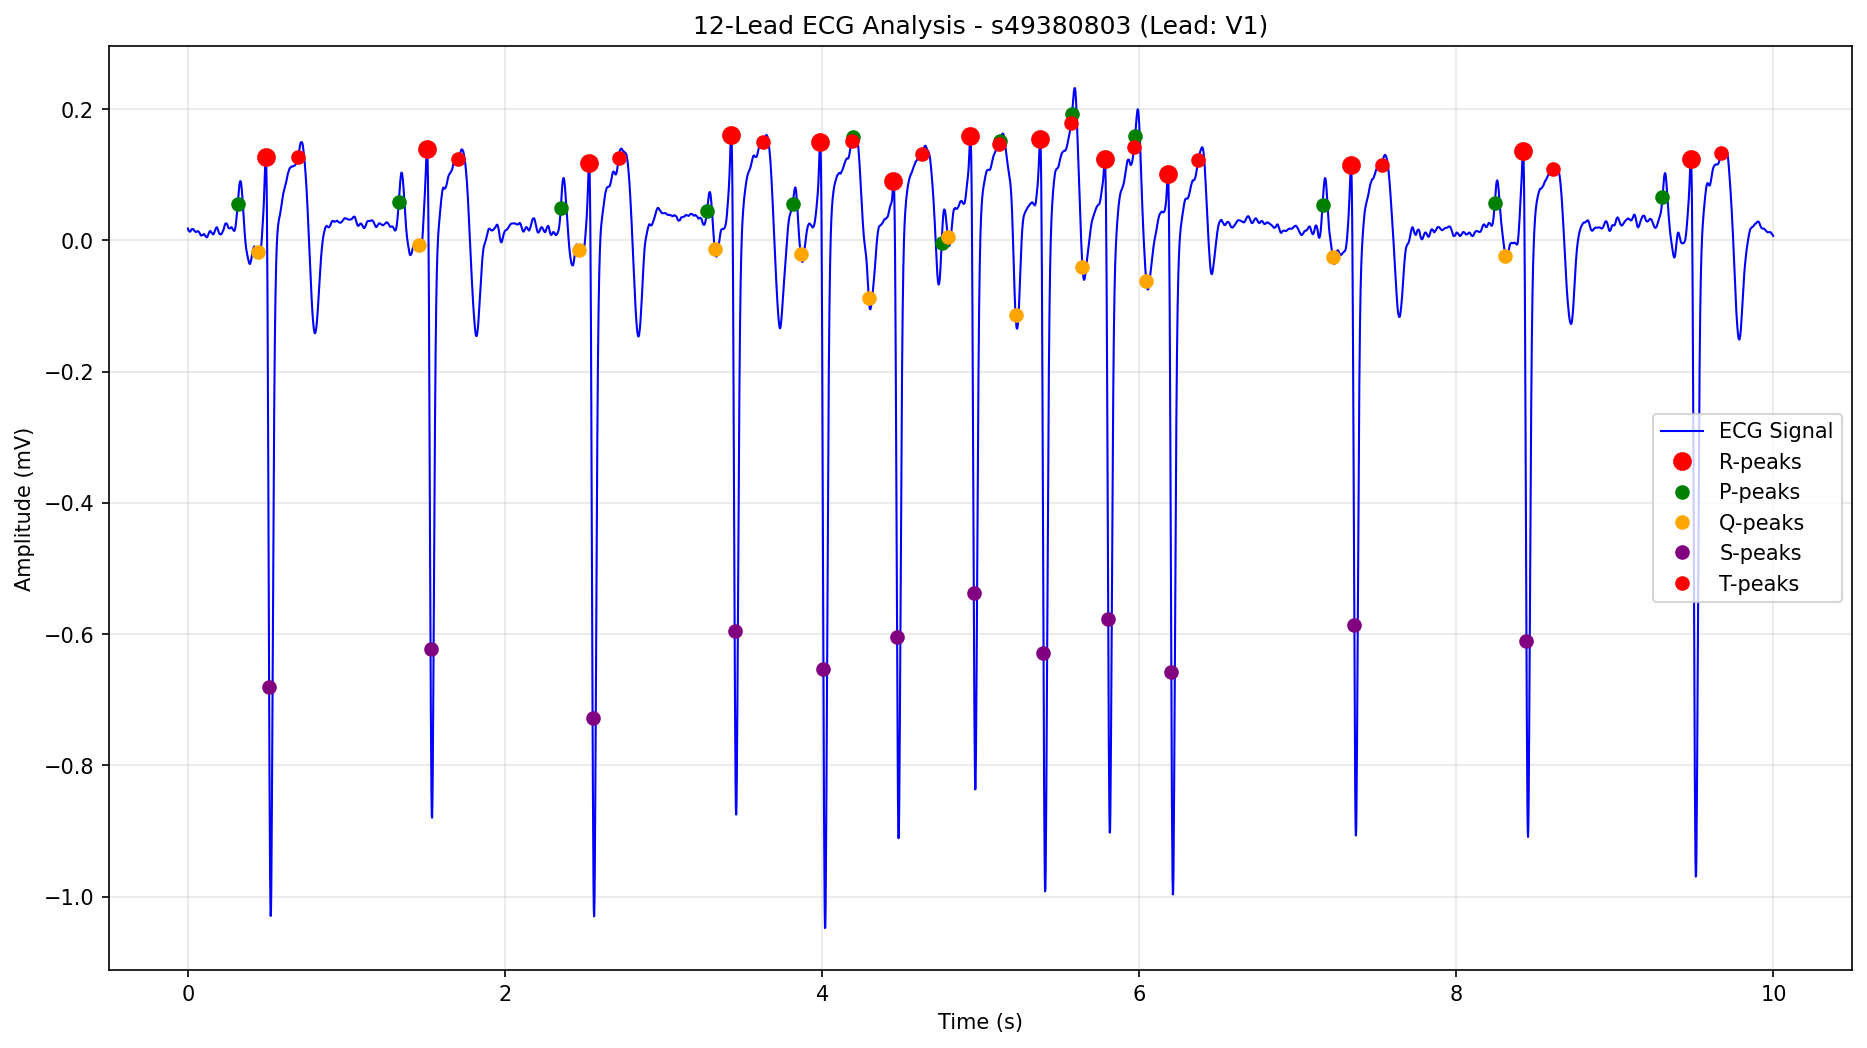 12-Lead ECG Analysis - s49380803 (Lead: V1)
Amplitude (mV)
0.2
0.0
−0.2
−0.4
−0.6
−0.8
−1.0
ECG Signal
R-peaks
P-peaks
Q-peaks
S-peaks
T-peaks
0 2 4 6 8 10
Time (s)